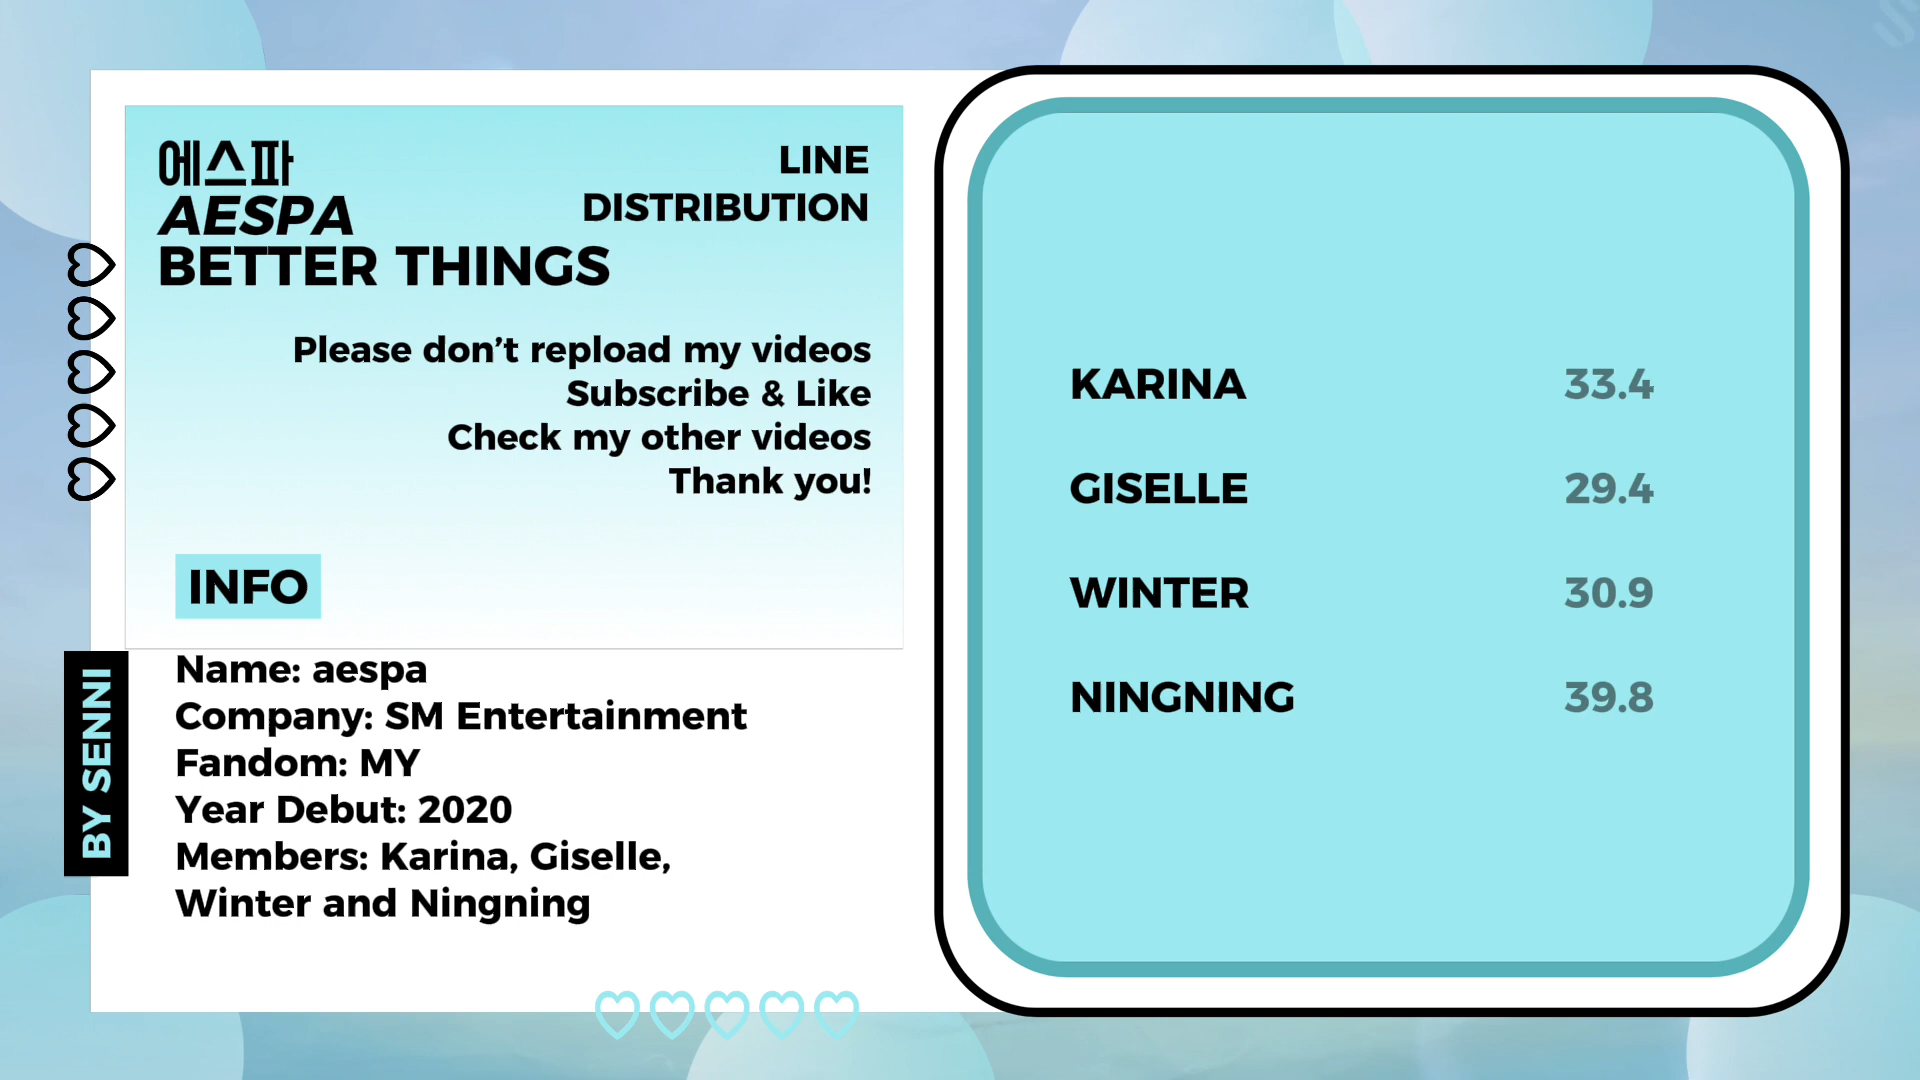 에스파
AESPA
BETTER THINGS
LINE
DISTRIBUTION
Please don’t repload my videos
Subscribe & Like
Check my other videos
Thank you!
INFO
Name: aespa
Company: SM Entertainment
Fandom: MY
Year Debut: 2020
Members: Karina, Giselle,
Winter and Ningning
BY SENNI
KARINA 33.4
GISELLE 29.4
WINTER 30.9
NINGNING 39.8